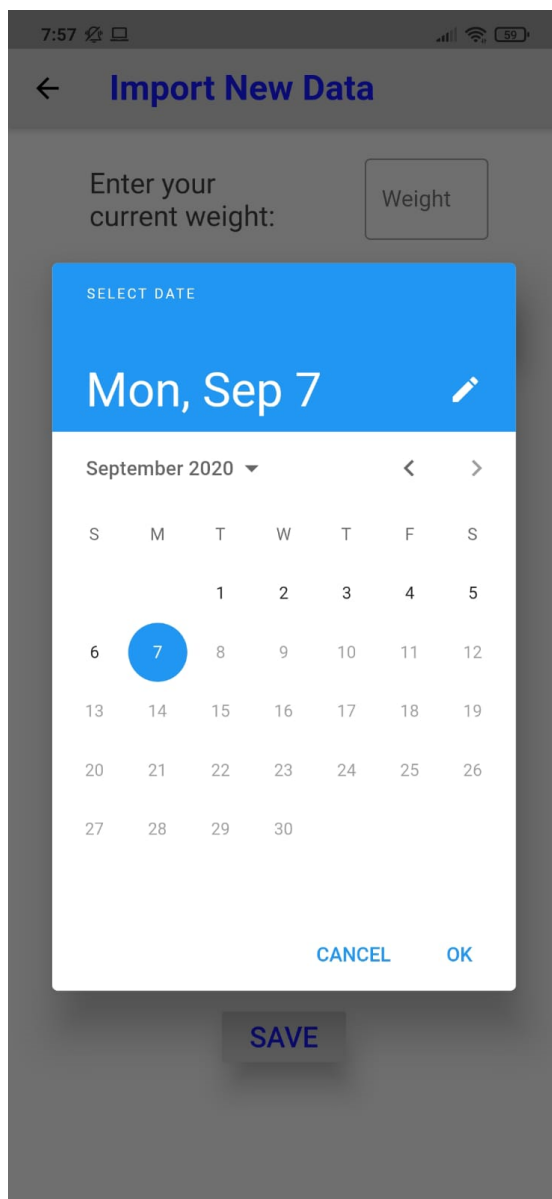 7:57 59
Import New Data
Enter your
current weight:
Weight
SELECT DATE
Mon, Sep 7
September 2020
S M T W T F S
1 2 3 4 5
6 7 8 9 10 11 12
13 14 15 16 17 18 19
20 21 22 23 24 25 26
27 28 29 30
CANCEL OK
SAVE